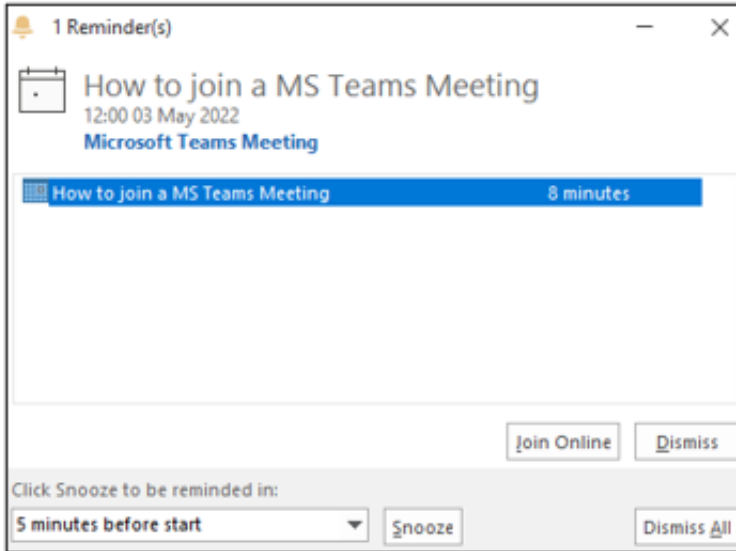 1 Reminder(s)
How to join a MS Teams Meeting
12:00 03 May 2022
Microsoft Teams Meeting
How to join a MS Teams Meeting 8 minutes
Join Online Dismiss
Click Snooze to be reminded in:
5 minutes before start Snooze Dismiss All